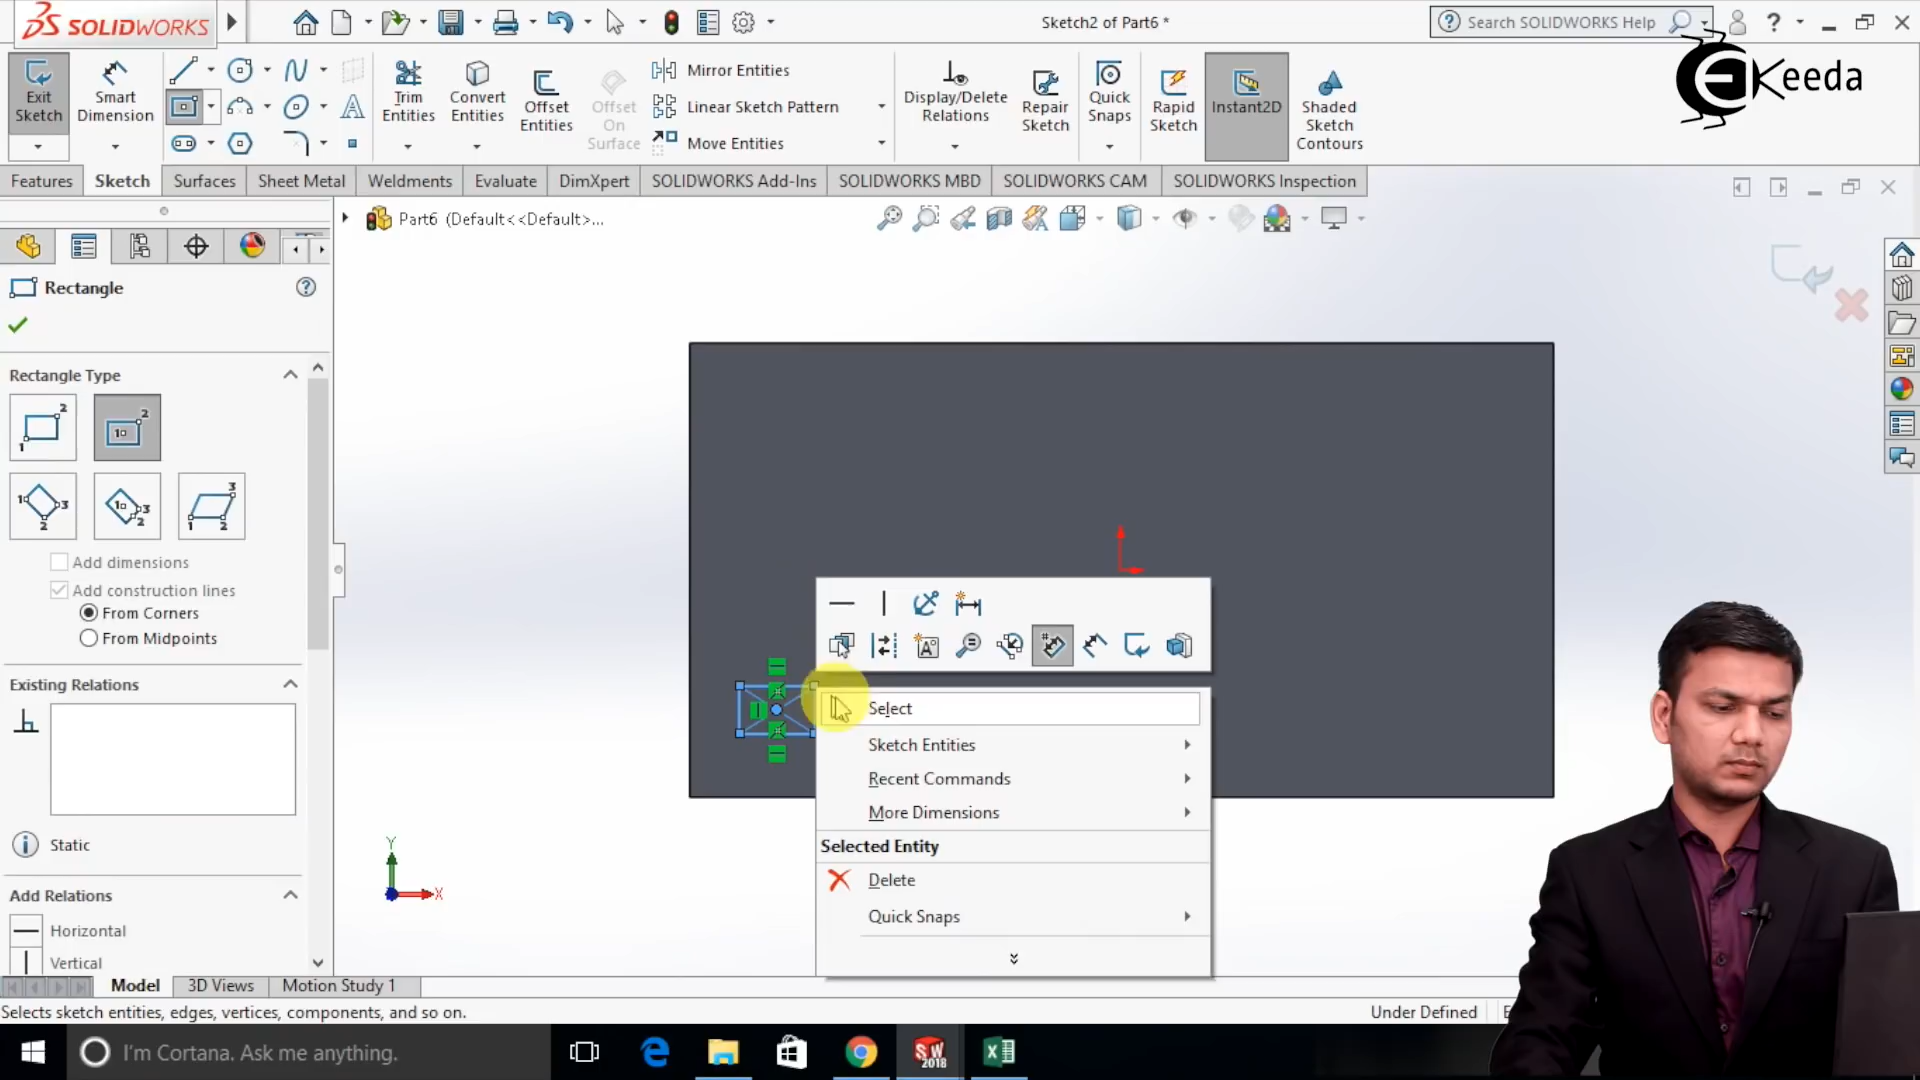 SOLIDWORKS
Sketch2 of Part6 *
Search SOLIDWORKS Help
Keeda
Exit Sketch
Smart Dimension
Trim Entities
Convert Entities
Offset Entities
Offset On Surface
Mirror Entities
Linear Sketch Pattern
Move Entities
Display/Delete Relations
Repair Sketch
Quick Snaps
Rapid Sketch
Instant2D
Shaded Sketch Contours
Features
Sketch
Surfaces
Sheet Metal
Weldments
Evaluate
DimXpert
SOLIDWORKS Add-Ins
SOLIDWORKS MBD
SOLIDWORKS CAM
SOLIDWORKS Inspection
Part6 (Default<<Default>...
Rectangle
Rectangle Type
Add dimensions
Add construction lines
From Corners
From Midpoints
Existing Relations
Static
Add Relations
Horizontal
Vertical
Y
X
Select
Sketch Entities
Recent Commands
More Dimensions
Selected Entity
Delete
Quick Snaps
Model
3D Views
Motion Study 1
Selects sketch entities, edges, vertices, components, and so on.
Under Defined
I'm Cortana. Ask me anything.
SW
2018